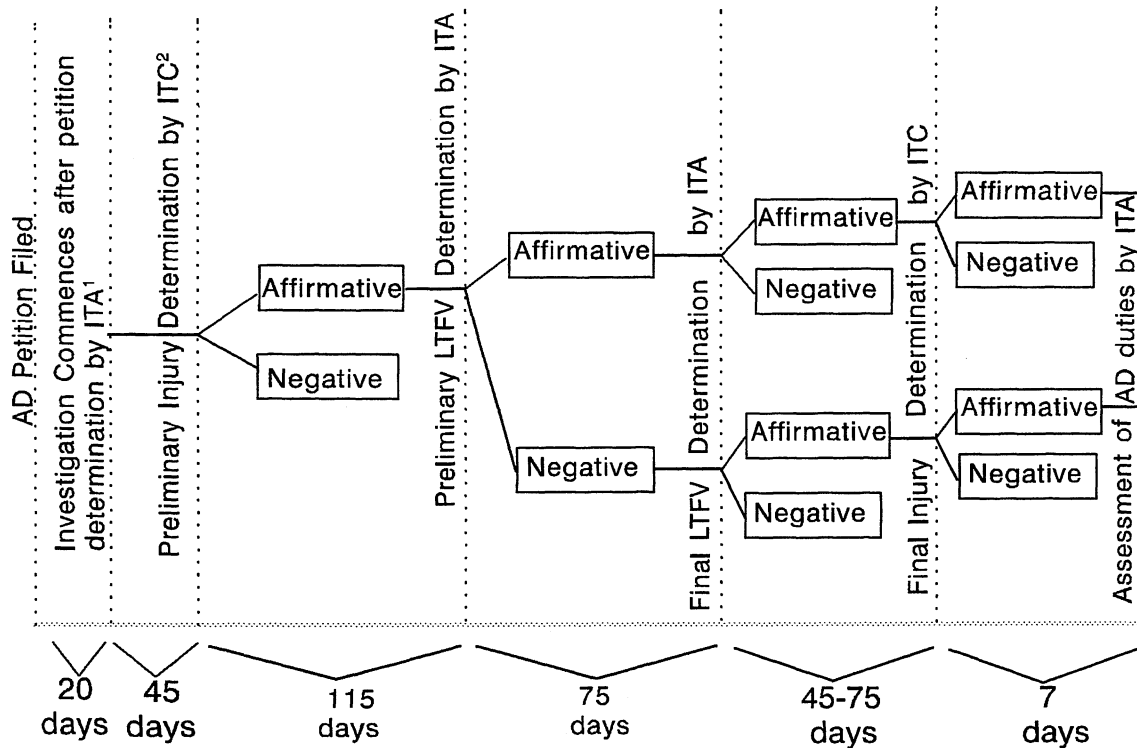 AD Petition Filed
Investigation Commences after petition
determination by ITA¹
Preliminary Injury Determination by ITC²
Affirmative
Negative
Preliminary LTFV Determination by ITA
Affirmative
Negative
Final LTFV Determination by ITA
Affirmative
Negative
Affirmative
Negative
Final Injury Determination by ITC
Affirmative
Negative
Affirmative
Negative
Assessment of AD duties by ITA
20
days
45
days
115
days
75
days
45-75
days
7
days